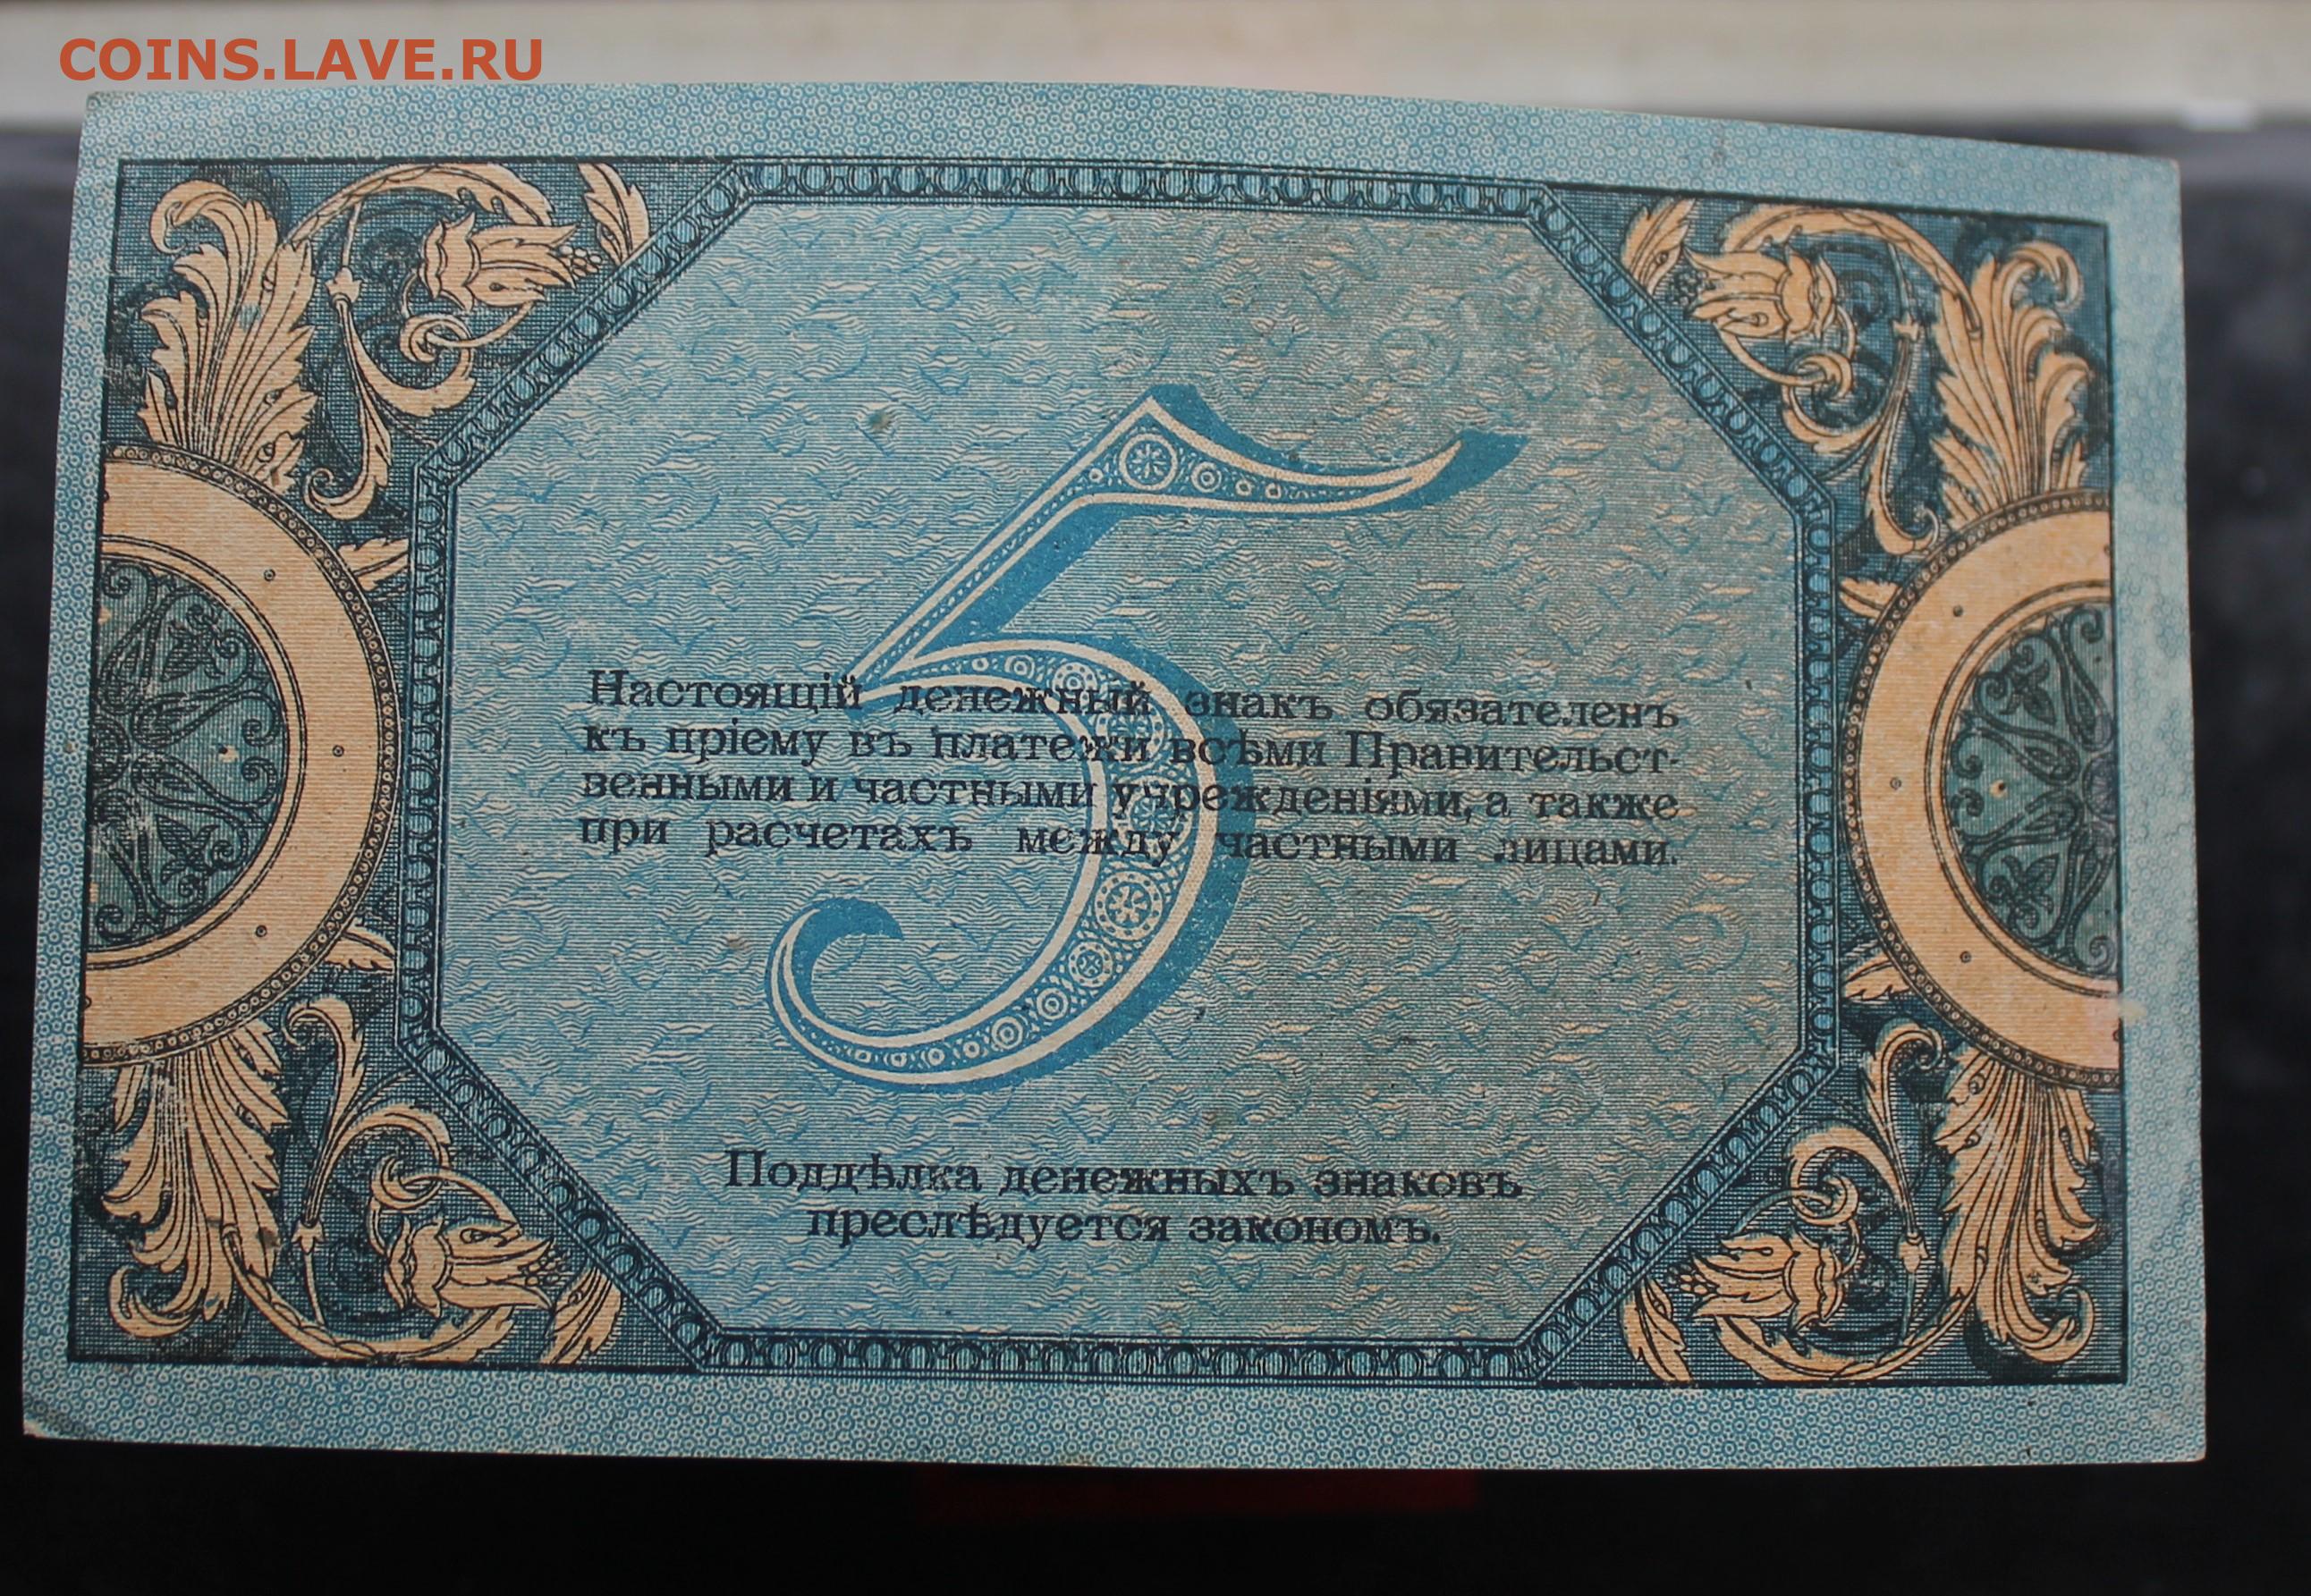 COINS.LAVE.RU
5
Настоящій денежный знакъ обязателенъ
къ пріему въ платежи всѣми Правительст-
венными и частными учрежденіями, а также
при расчетахъ между частными лицами.
Поддѣлка денежныхъ знаковъ
преслѣдуется закономъ.